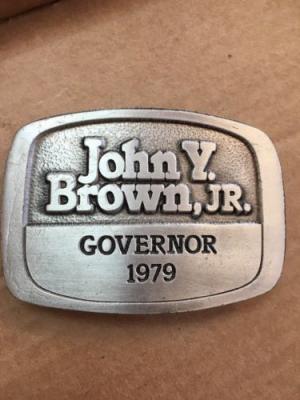 John Y.
Brown, JR.
GOVERNOR
1979